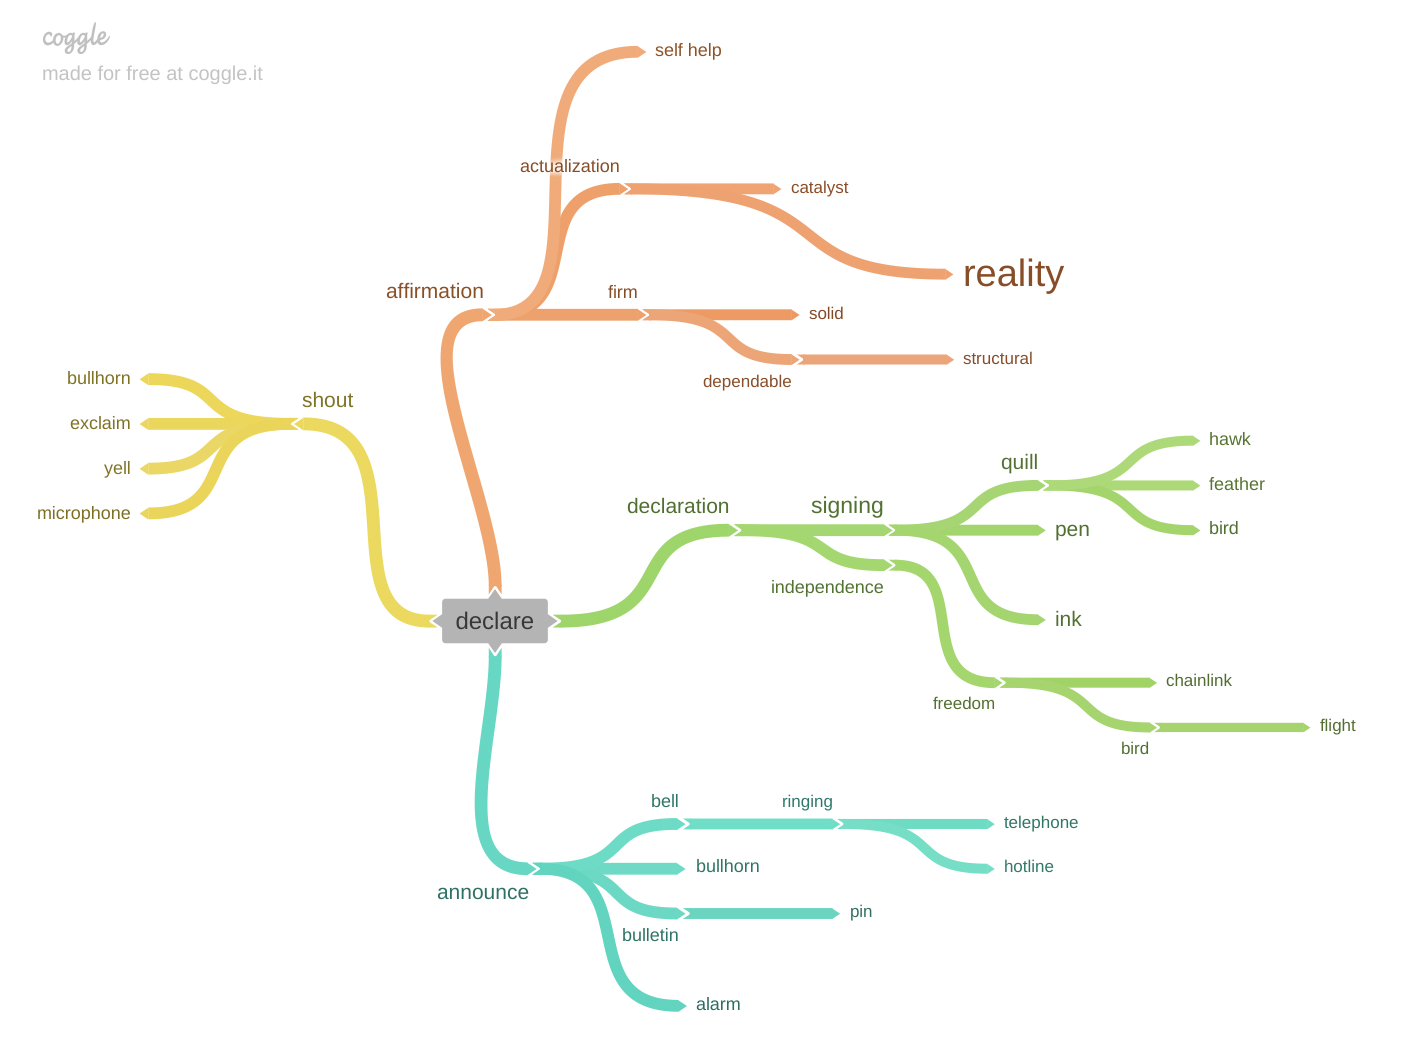 coggle
made for free at coggle.it
self help
actualization
catalyst
reality
affirmation
firm
solid
dependable
structural
shout
bullhorn
exclaim
yell
microphone
declare
declaration
signing
quill
hawk
feather
bird
pen
ink
independence
freedom
chainlink
bird
flight
announce
bell
ringing
telephone
hotline
bullhorn
bulletin
pin
alarm